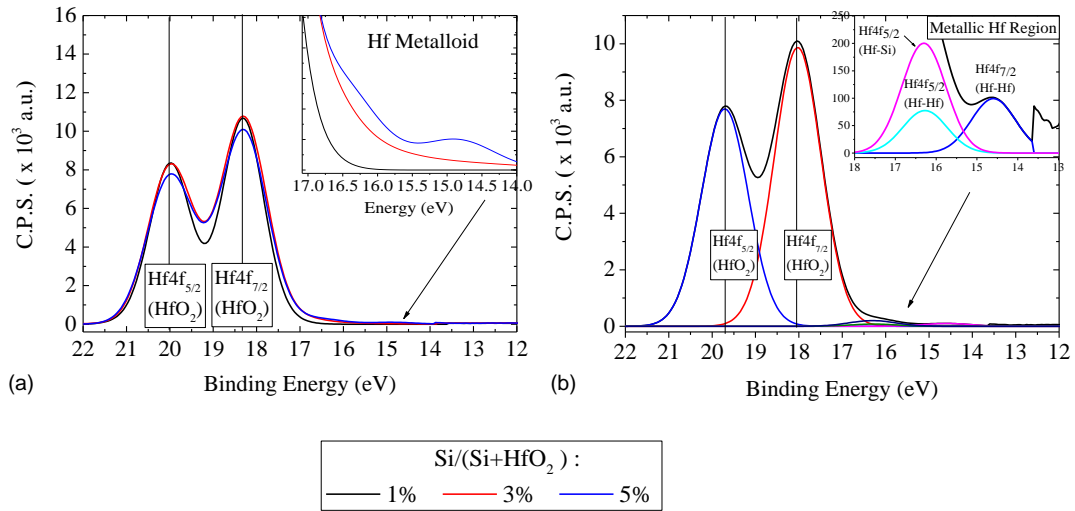 16
14
12
10
8
6
4
2
0
C.P.S. ( x 10³ a.u.)
Hf Metalloid
17.0 16.5 16.0 15.5 15.0 14.5 14.0
Energy (eV)
Hf4f5/2
(HfO₂)
Hf4f7/2
(HfO₂)
22 21 20 19 18 17 16 15 14 13 12
Binding Energy (eV)
(a)
10
8
6
4
2
0
C.P.S. ( x 10³ a.u.)
Hf4f5/2
(Hf-Si)
250
200
150
100
50
0
Metallic Hf Region
Hf4f5/2
(Hf-Hf)
Hf4f7/2
(Hf-Hf)
18 17 16 15 14 13
Hf4f5/2
(HfO₂)
Hf4f7/2
(HfO₂)
22 21 20 19 18 17 16 15 14 13 12
Binding Energy (eV)
(b)
Si/(Si+HfO₂ ) :
1% 3% 5%